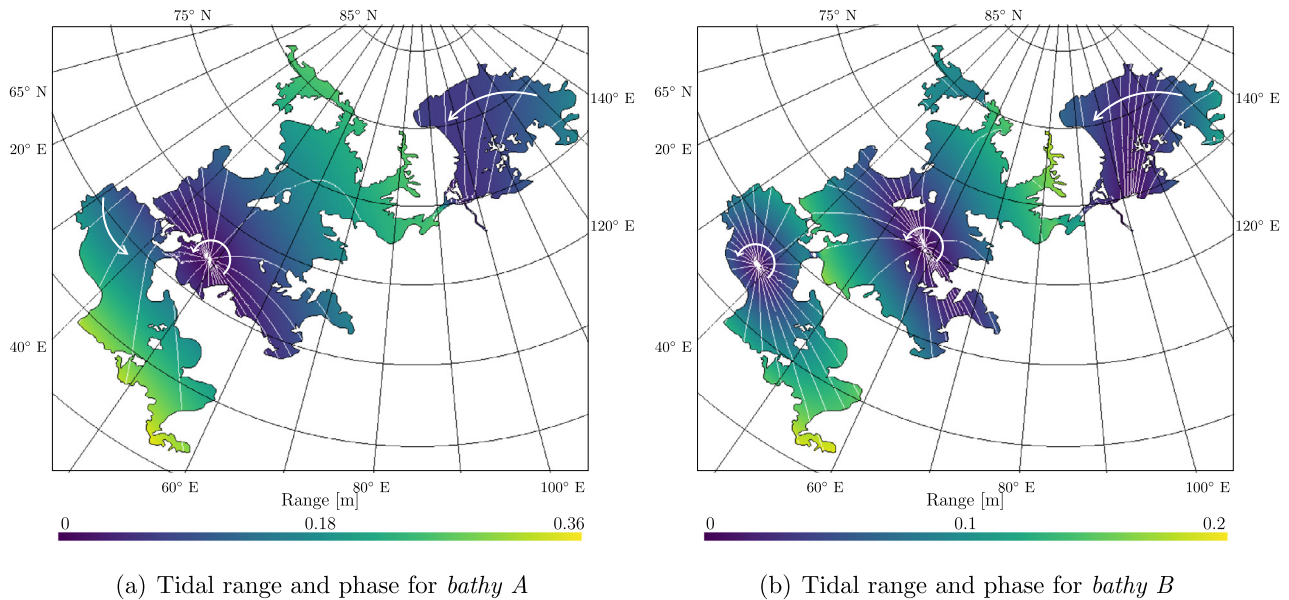 75° N 85° N
65° N
140° E
20° E
120° E
40° E
60° E 80° E 100° E
Range [m]
0 0.18 0.36
(a) Tidal range and phase for bathy A
75° N 85° N
65° N
140° E
20° E
120° E
40° E
60° E 80° E 100° E
Range [m]
0 0.1 0.2
(b) Tidal range and phase for bathy B